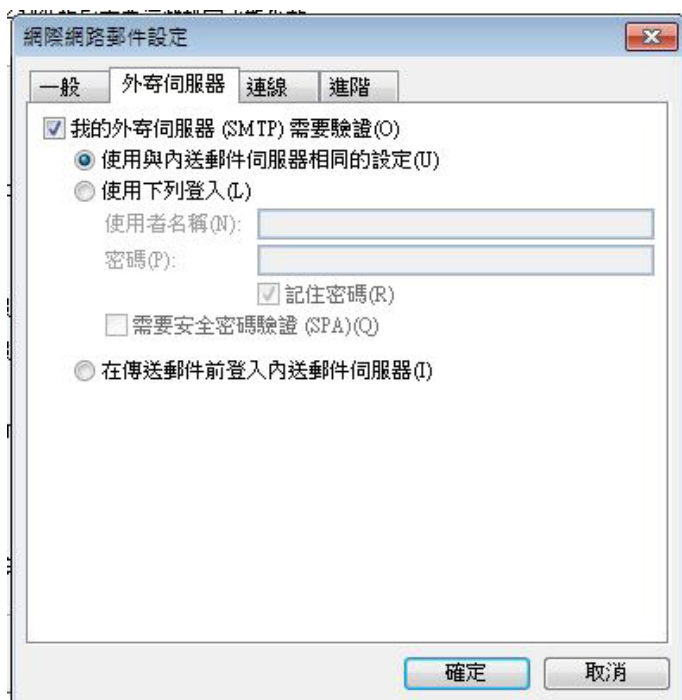 網際網路郵件設定
一般 外寄伺服器 連線 進階
我的外寄伺服器 (SMTP) 需要驗證(O)
使用與內送郵件伺服器相同的設定(U)
使用下列登入(L)
使用者名稱(N):
密碼(P):
記住密碼(R)
需要安全密碼驗證 (SPA)(Q)
在傳送郵件前登入內送郵件伺服器(I)
確定 取消